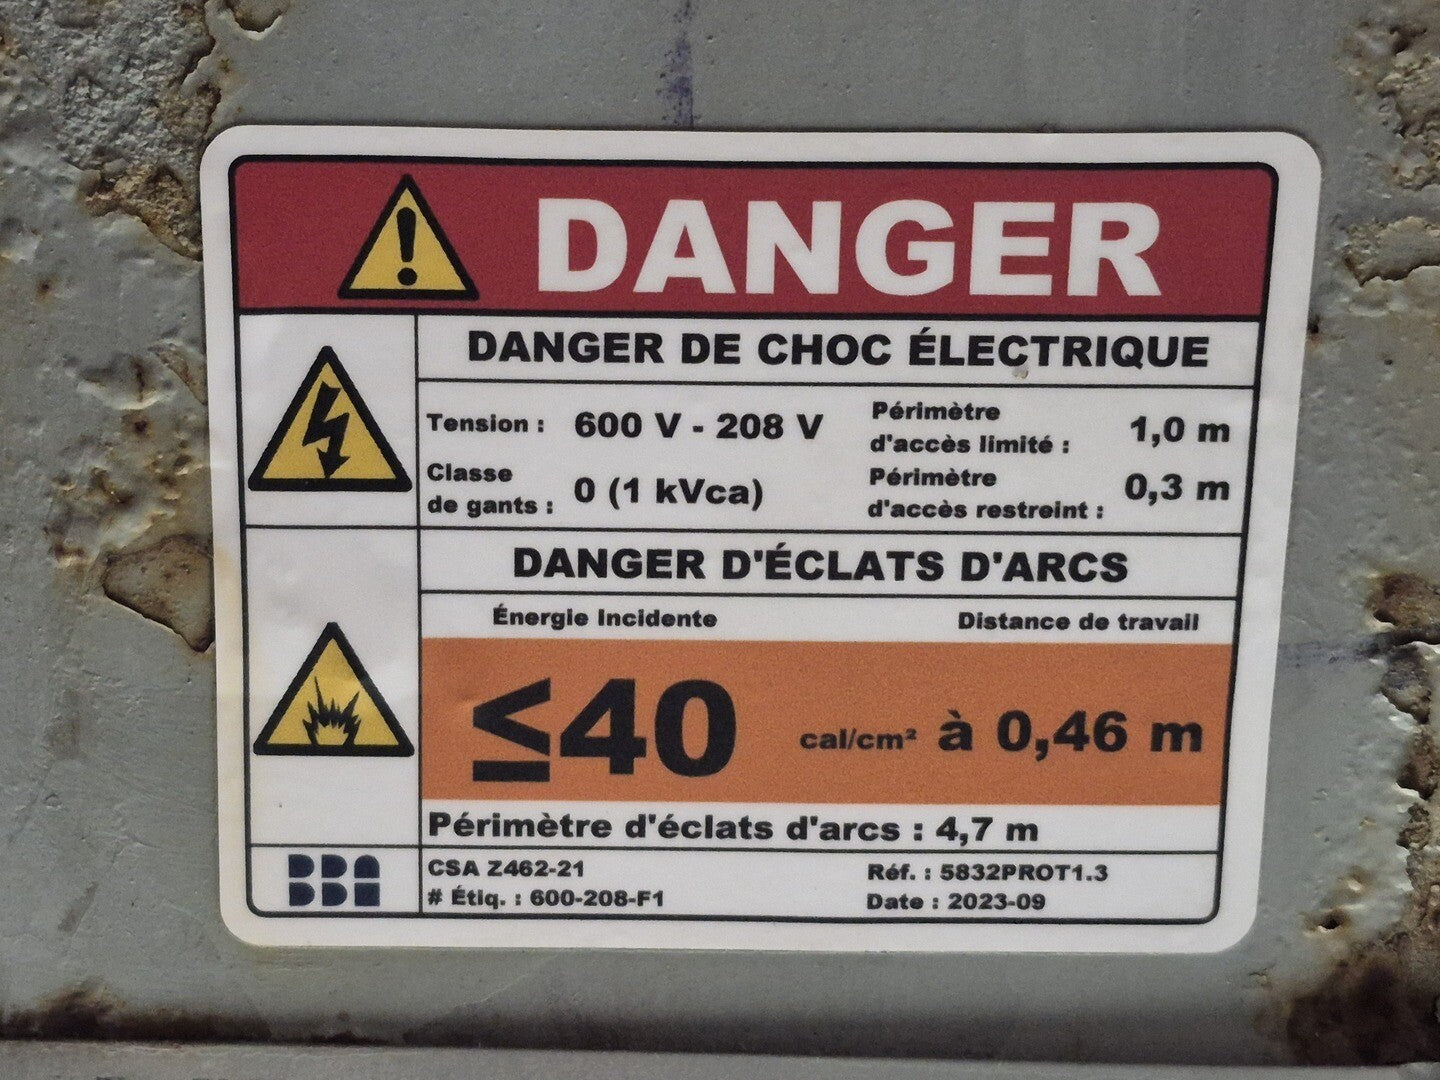 DANGER
DANGER DE CHOC ÉLECTRIQUE
Tension : 600 V - 208 V
Classe
de gants : 0 (1 kVca)
Périmètre
d'accès limité : 1,0 m
Périmètre
d'accès restreint : 0,3 m
DANGER D'ÉCLATS D'ARCS
Énergie Incidente Distance de travail
≤40 cal/cm² à 0,46 m
Périmètre d'éclats d'arcs : 4,7 m
BBA
CSA Z462-21
# Étiq. : 600-208-F1
Réf. : 5832PROT1.3
Date : 2023-09